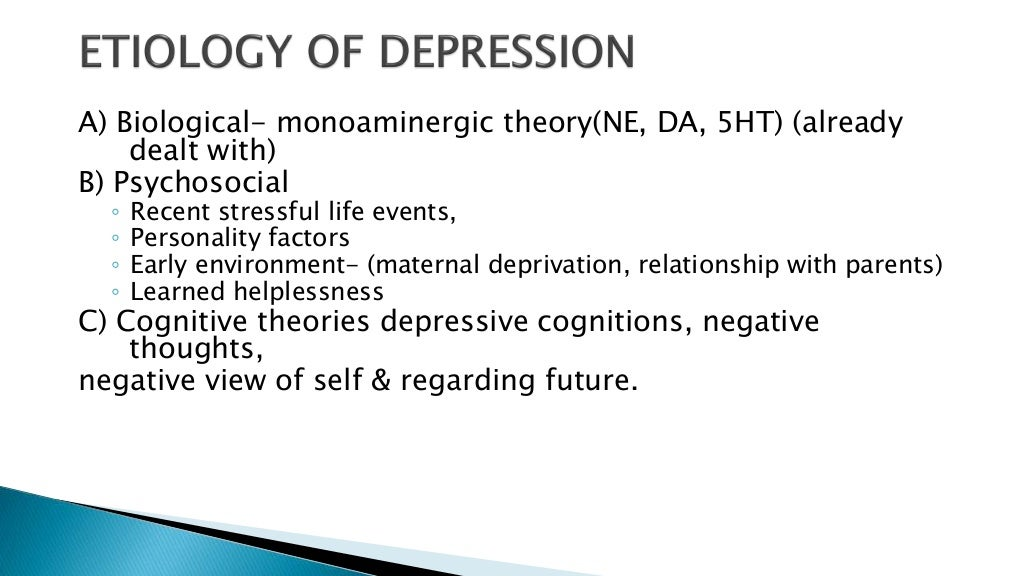 ETIOLOGY OF DEPRESSION
A) Biological- monoaminergic theory(NE, DA, 5HT) (already
dealt with)
B) Psychosocial
◦ Recent stressful life events,
◦ Personality factors
◦ Early environment- (maternal deprivation, relationship with parents)
◦ Learned helplessness
C) Cognitive theories depressive cognitions, negative
thoughts,
negative view of self & regarding future.